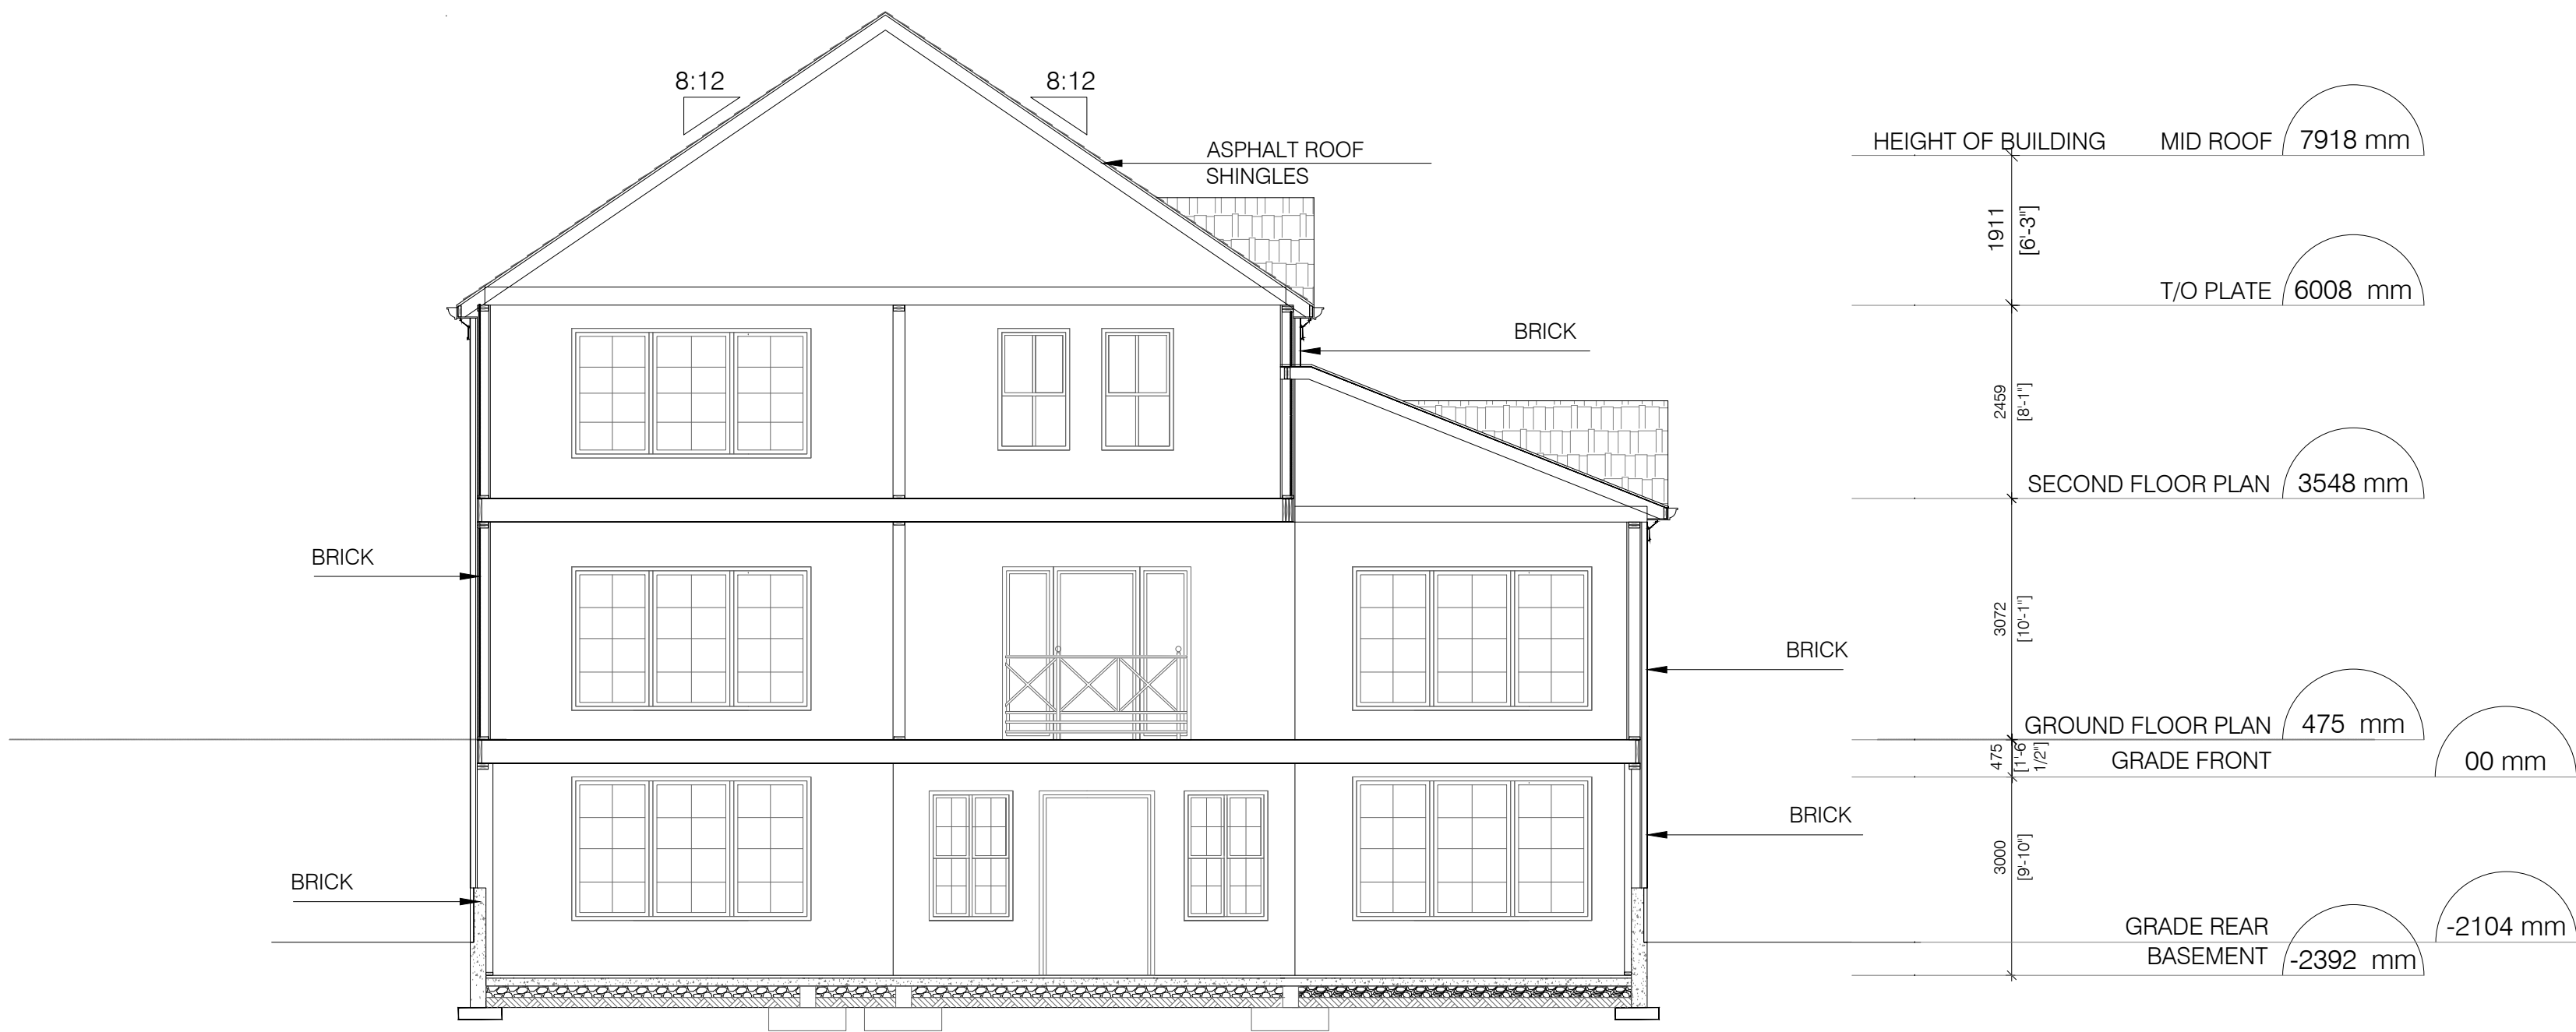 8:12
8:12
ASPHALT ROOF
SHINGLES
HEIGHT OF BUILDING MID ROOF 7918 mm
1911
[6'-3"]
T/O PLATE 6008 mm
BRICK
2459
[8'-1"]
SECOND FLOOR PLAN 3548 mm
BRICK
3072
[10'-1"]
BRICK
GROUND FLOOR PLAN 475 mm
475
[1'-6
1/2"]
GRADE FRONT 00 mm
BRICK
3000
[9'-10"]
BRICK
GRADE REAR -2104 mm
BASEMENT -2392 mm